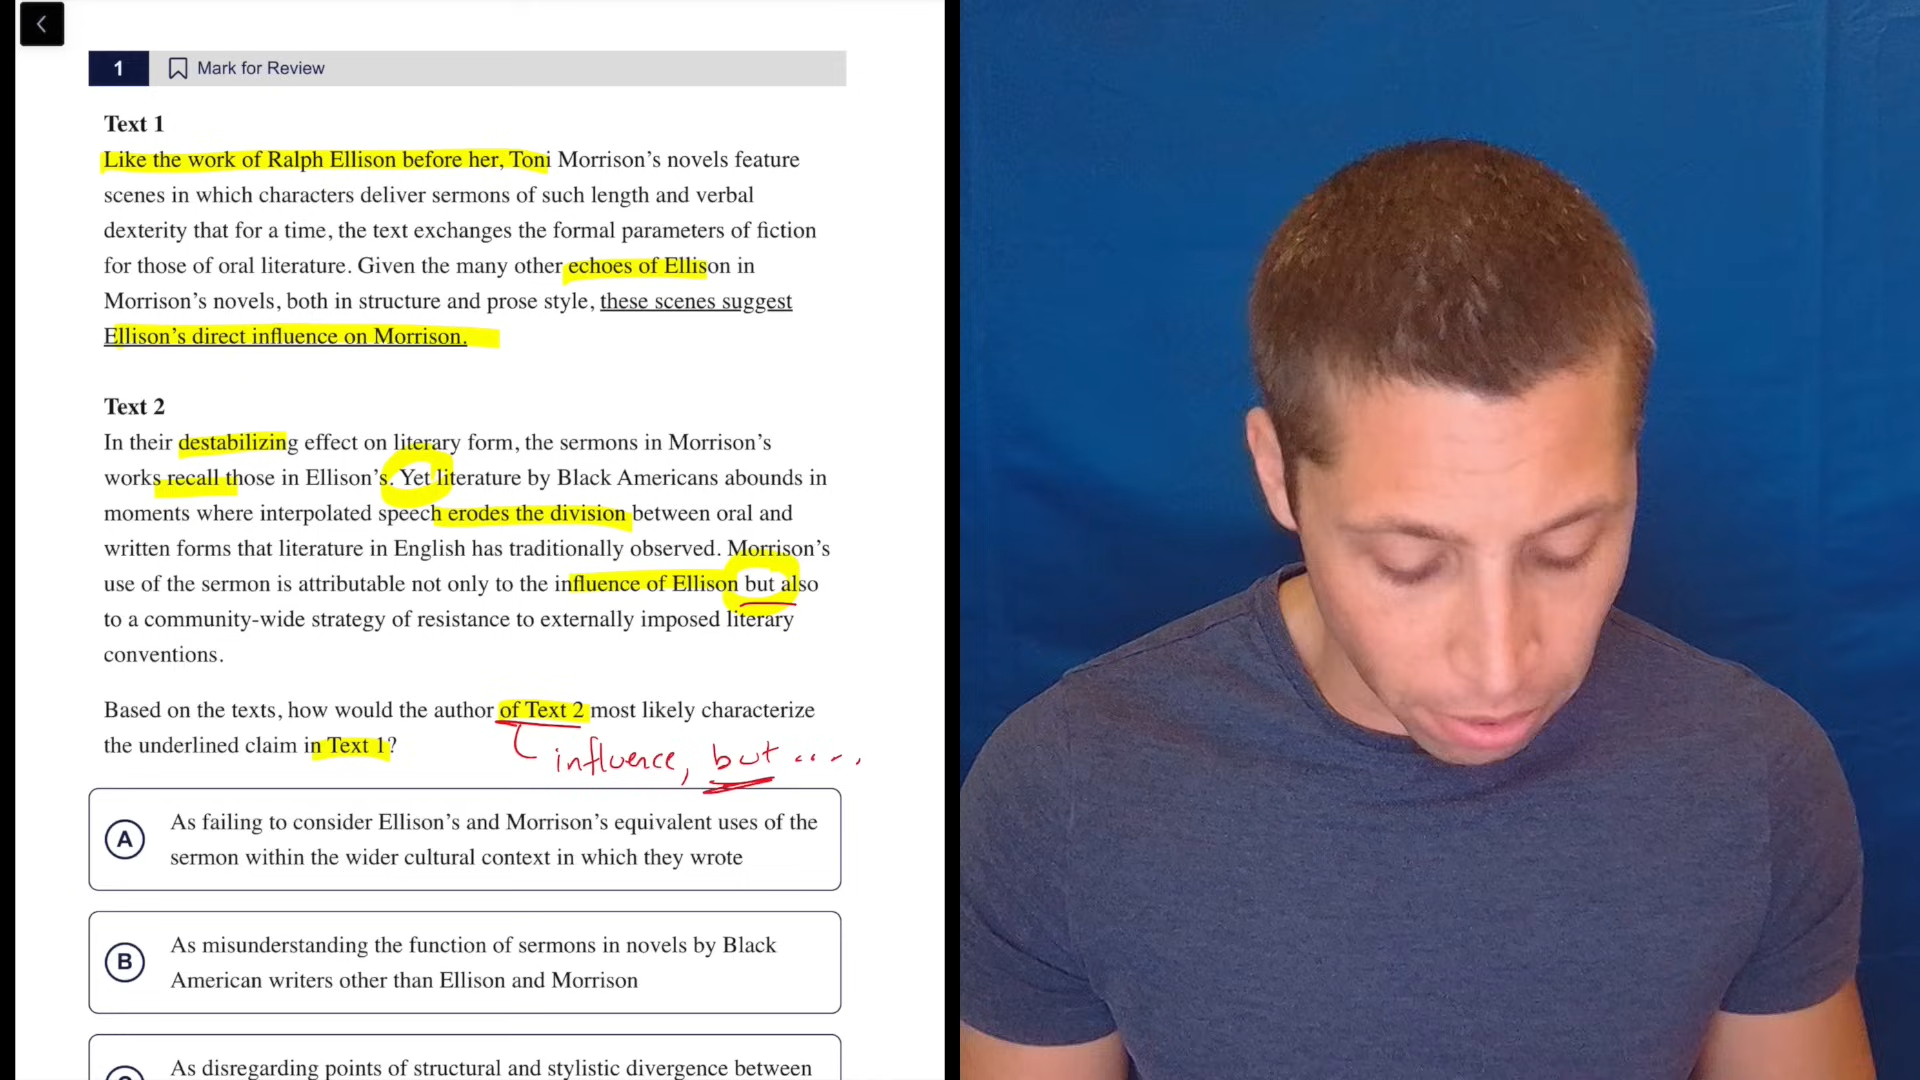 1 Mark for Review
Text 1
Like the work of Ralph Ellison before her, Toni Morrison's novels feature
scenes in which characters deliver sermons of such length and verbal
dexterity that for a time, the text exchanges the formal parameters of fiction
for those of oral literature. Given the many other echoes of Ellison in
Morrison's novels, both in structure and prose style, these scenes suggest
Ellison's direct influence on Morrison.
Text 2
In their destabilizing effect on literary form, the sermons in Morrison's
works recall those in Ellison's. Yet literature by Black Americans abounds in
moments where interpolated speech erodes the division between oral and
written forms that literature in English has traditionally observed. Morrison's
use of the sermon is attributable not only to the influence of Ellison but also
to a community-wide strategy of resistance to externally imposed literary
conventions.
Based on the texts, how would the author of Text 2 most likely characterize
the underlined claim in Text 1?
influence, but ....
A As failing to consider Ellison's and Morrison's equivalent uses of the
sermon within the wider cultural context in which they wrote
B As misunderstanding the function of sermons in novels by Black
American writers other than Ellison and Morrison
As disregarding points of structural and stylistic divergence between